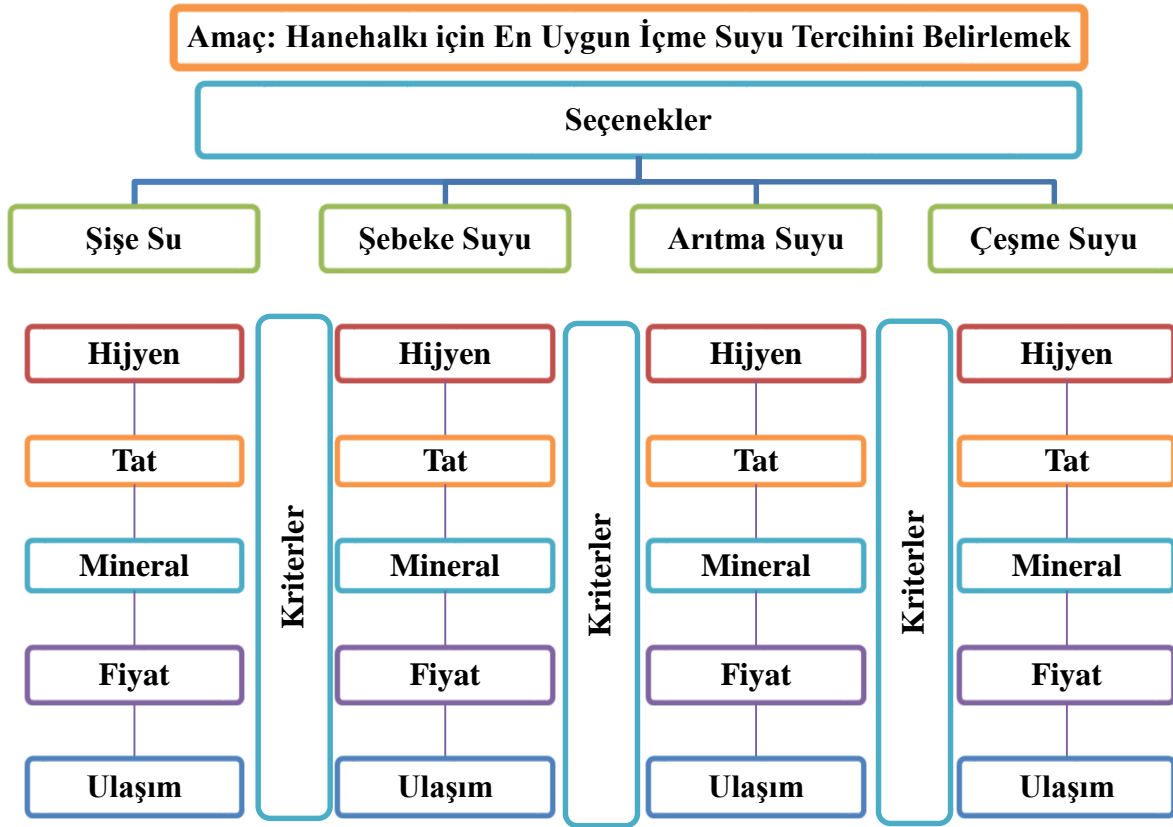 Amaç: Hanehalkı için En Uygun İçme Suyu Tercihini Belirlemek
Seçenekler
Şişe Su
Şebeke Suyu
Arıtma Suyu
Çeşme Suyu
Hijyen
Hijyen
Hijyen
Hijyen
Tat
Tat
Tat
Tat
Mineral
Mineral
Mineral
Mineral
Fiyat
Fiyat
Fiyat
Fiyat
Ulaşım
Ulaşım
Ulaşım
Ulaşım
Kriterler
Kriterler
Kriterler